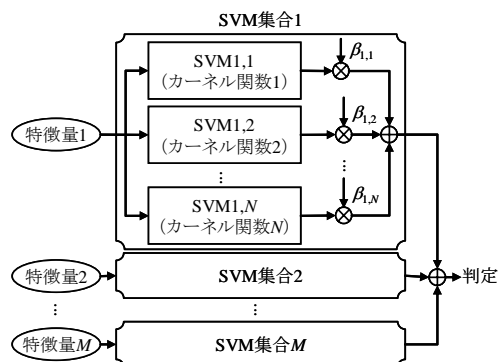 SVM集合1
SVM1,1
(カーネル関数1)
β1,1
特徴量1
SVM1,2
(カーネル関数2)
β1,2
⋮
⋮
SVM1,N
(カーネル関数N)
β1,N
特徴量2
SVM集合2
判定
⋮
⋮
特徴量M
SVM集合M